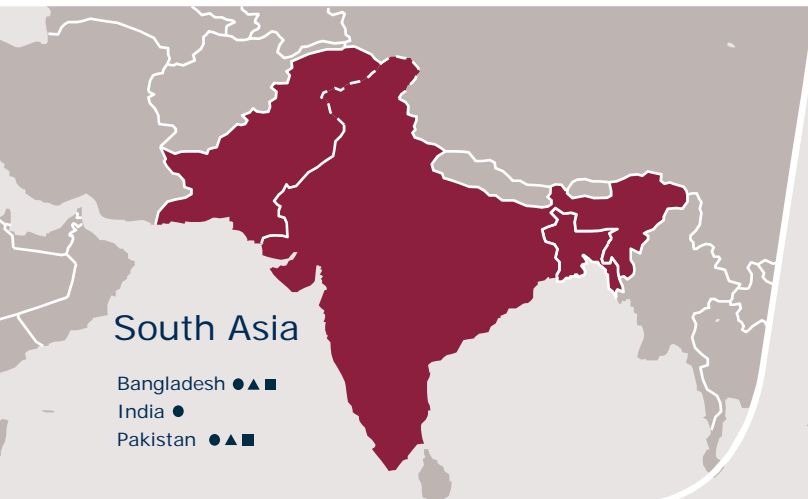 South Asia
Bangladesh ●▲■
India ●
Pakistan ●▲■